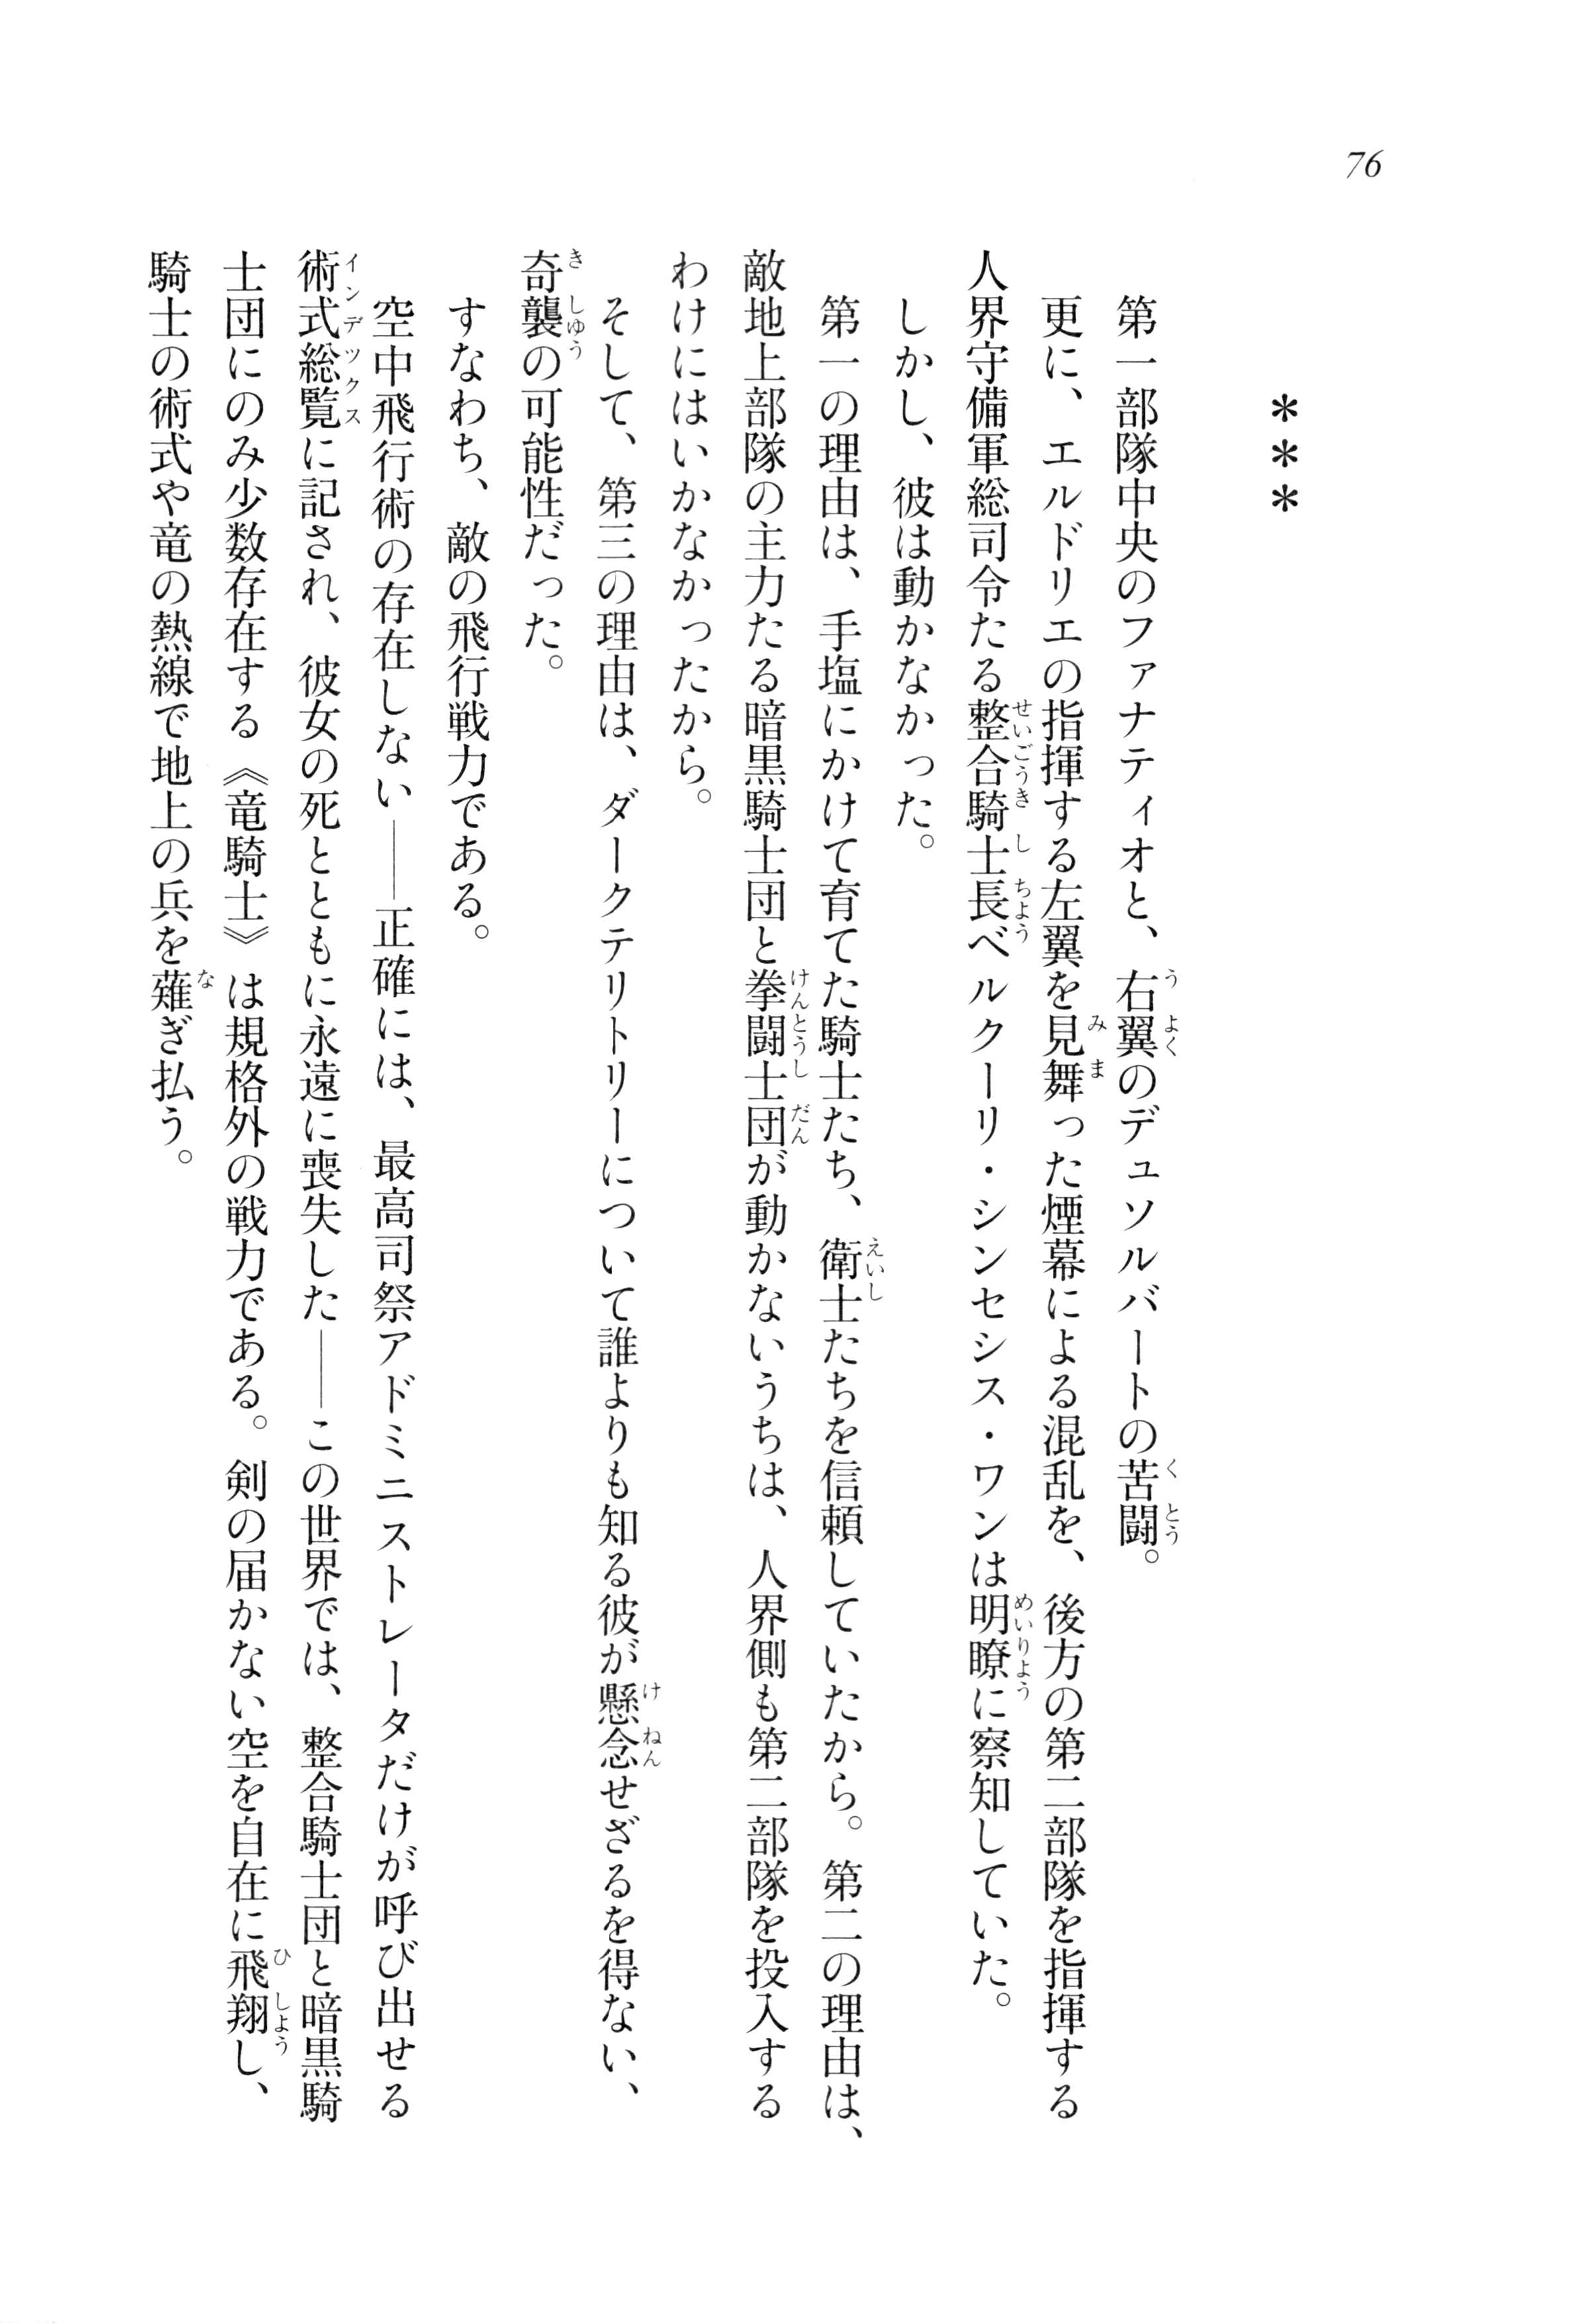 76
＊＊＊
第一部隊中央のファナティオと、右翼のデュソルバートの苦闘。
更に、エルドリエの指揮する左翼を見舞った煙幕による混乱を、後方の第二部隊を指揮する
人界守備軍総司令たる整合騎士長ベルクーリ・シンセシス・ワンは明瞭に察知していた。
しかし、彼は動かなかった。
第一の理由は、手塩にかけて育てた騎士たち、衛士たちを信頼していたから。第二の理由は、
敵地上部隊の主力たる暗黒騎士団と拳闘士団が動かないうちは、人界側も第二部隊を投入する
わけにはいかなかったから。
そして、第三の理由は、ダークテリトリーについて誰よりも知る彼が懸念せざるを得ない、
奇襲の可能性だった。
すなわち、敵の飛行戦力である。
空中飛行術の存在しない――正確には、最高司祭アドミニストレータだけが呼び出せる
術式総覧に記され、彼女の死とともに永遠に喪失した――この世界では、整合騎士団と暗黒騎
士団にのみ少数存在する《竜騎士》は規格外の戦力である。剣の届かない空を自在に飛翔し、
騎士の術式や竜の熱線で地上の兵を薙ぎ払う。